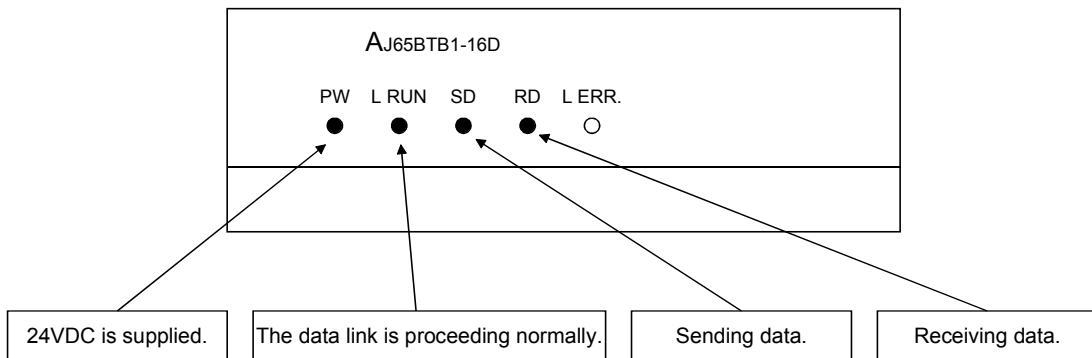 AJ65BTB1-16D
PW L RUN SD RD L ERR.
24VDC is supplied. The data link is proceeding normally. Sending data. Receiving data.